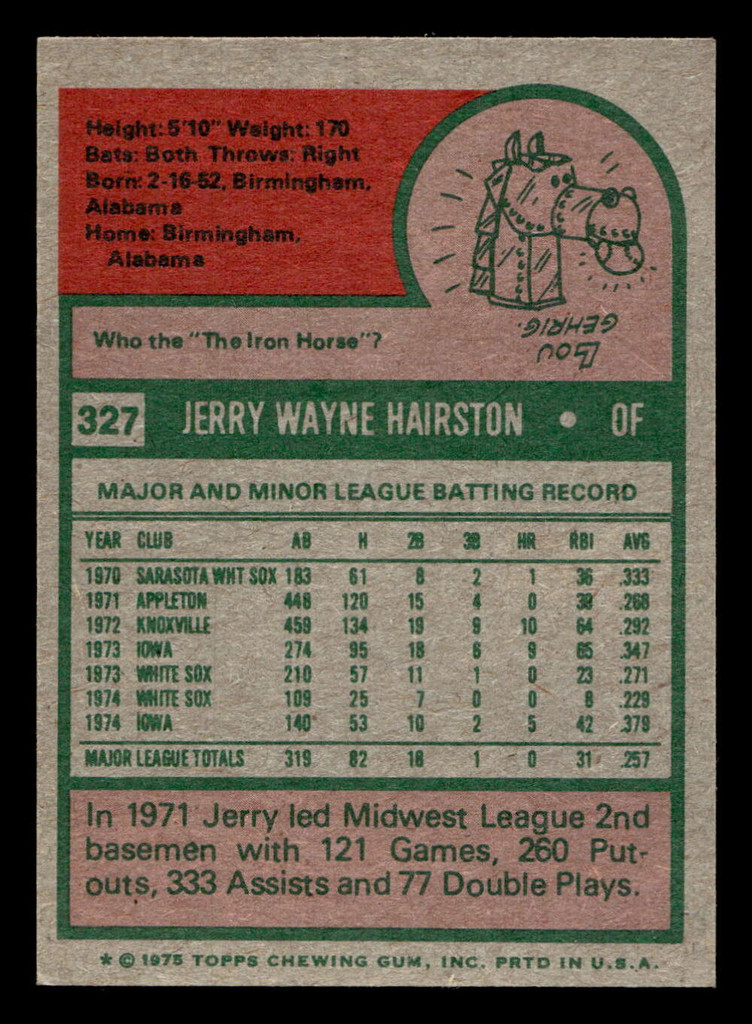 Height: 5'10" Weight: 170
Bats: Both Throws: Right
Born: 2-16-52, Birmingham,
Alabama
Home: Birmingham,
Alabama
Who the "The Iron Horse"?
LOU
GEHRIG.
327 JERRY WAYNE HAIRSTON • OF
MAJOR AND MINOR LEAGUE BATTING RECORD
YEAR CLUB AB H 2B 3B HR RBI AVG
1970 SARASOTA WHT SOX 183 61 8 2 1 36 .333
1971 APPLETON 448 120 15 4 0 39 .268
1972 KNOXVILLE 459 134 19 9 10 64 .292
1973 IOWA 274 95 18 6 9 65 .347
1973 WHITE SOX 210 57 11 1 0 23 .271
1974 WHITE SOX 109 25 7 0 0 8 .229
1974 IOWA 140 53 10 2 5 42 .379
MAJOR LEAGUE TOTALS 319 82 18 1 0 31 .257
In 1971 Jerry led Midwest League 2nd
basemen with 121 Games, 260 Put-
outs, 333 Assists and 77 Double Plays.
* © 1975 TOPPS CHEWING GUM, INC. PRTD IN U.S.A.